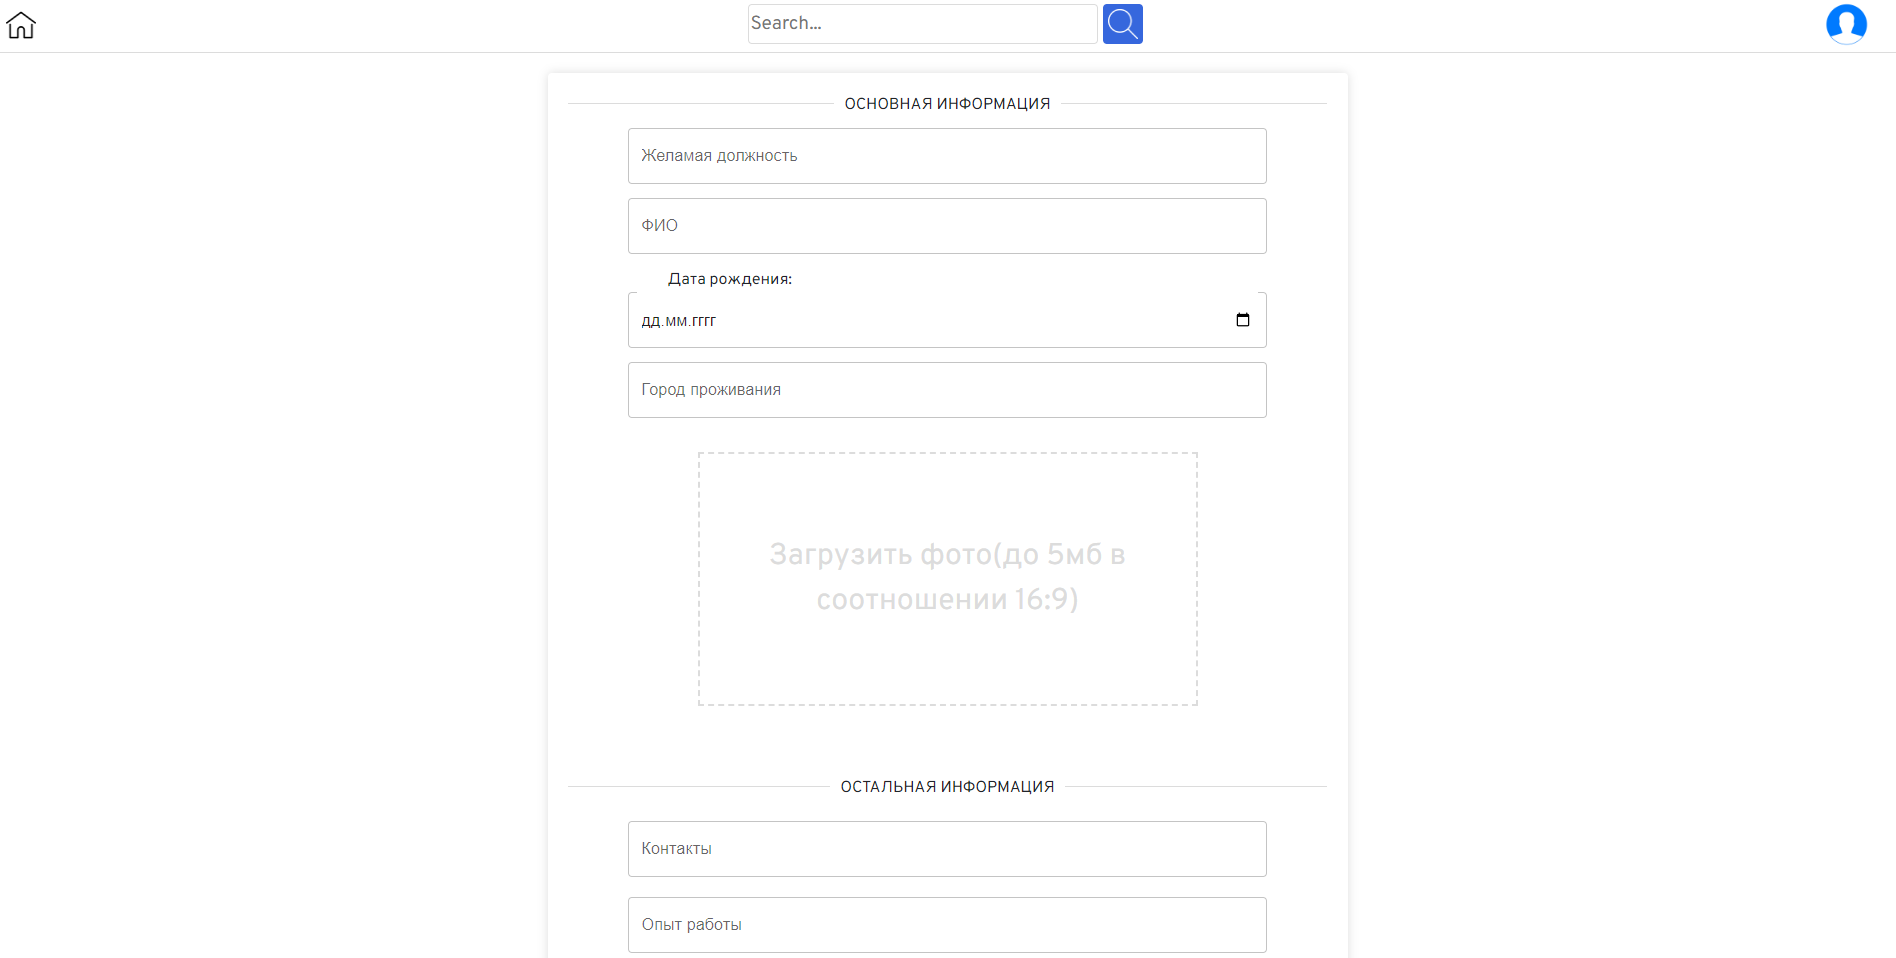 Search...
ОСНОВНАЯ ИНФОРМАЦИЯ
Желамая должность
ФИО
Дата рождения:
дд.мм.гггг
Город проживания
Загрузить фото(до 5мб в
соотношении 16:9)
ОСТАЛЬНАЯ ИНФОРМАЦИЯ
Контакты
Опыт работы